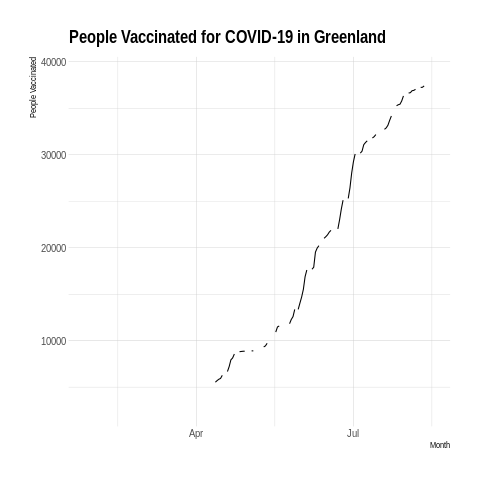 People Vaccinated for COVID-19 in Greenland
People Vaccinated
40000
30000
20000
10000
Apr
Jul
Month